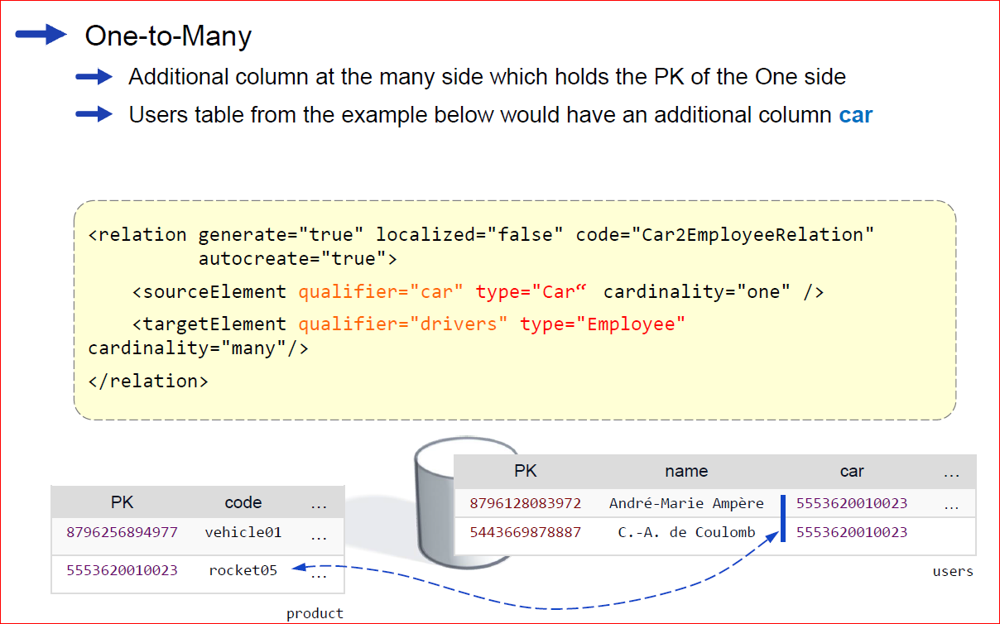 One-to-Many
Additional column at the many side which holds the PK of the One side
Users table from the example below would have an additional column car
<relation generate="true" localized="false" code="Car2EmployeeRelation"
autocreate="true">
<sourceElement qualifier="car" type="Car“ cardinality="one" />
<targetElement qualifier="drivers" type="Employee"
cardinality="many"/>
</relation>
PK name car ...
8796128083972 André-Marie Ampère 5553620010023 ...
5443669878887 C.-A. de Coulomb 5553620010023
users
PK code ...
8796256894977 vehicle01 ...
5553620010023 rocket05 ...
product